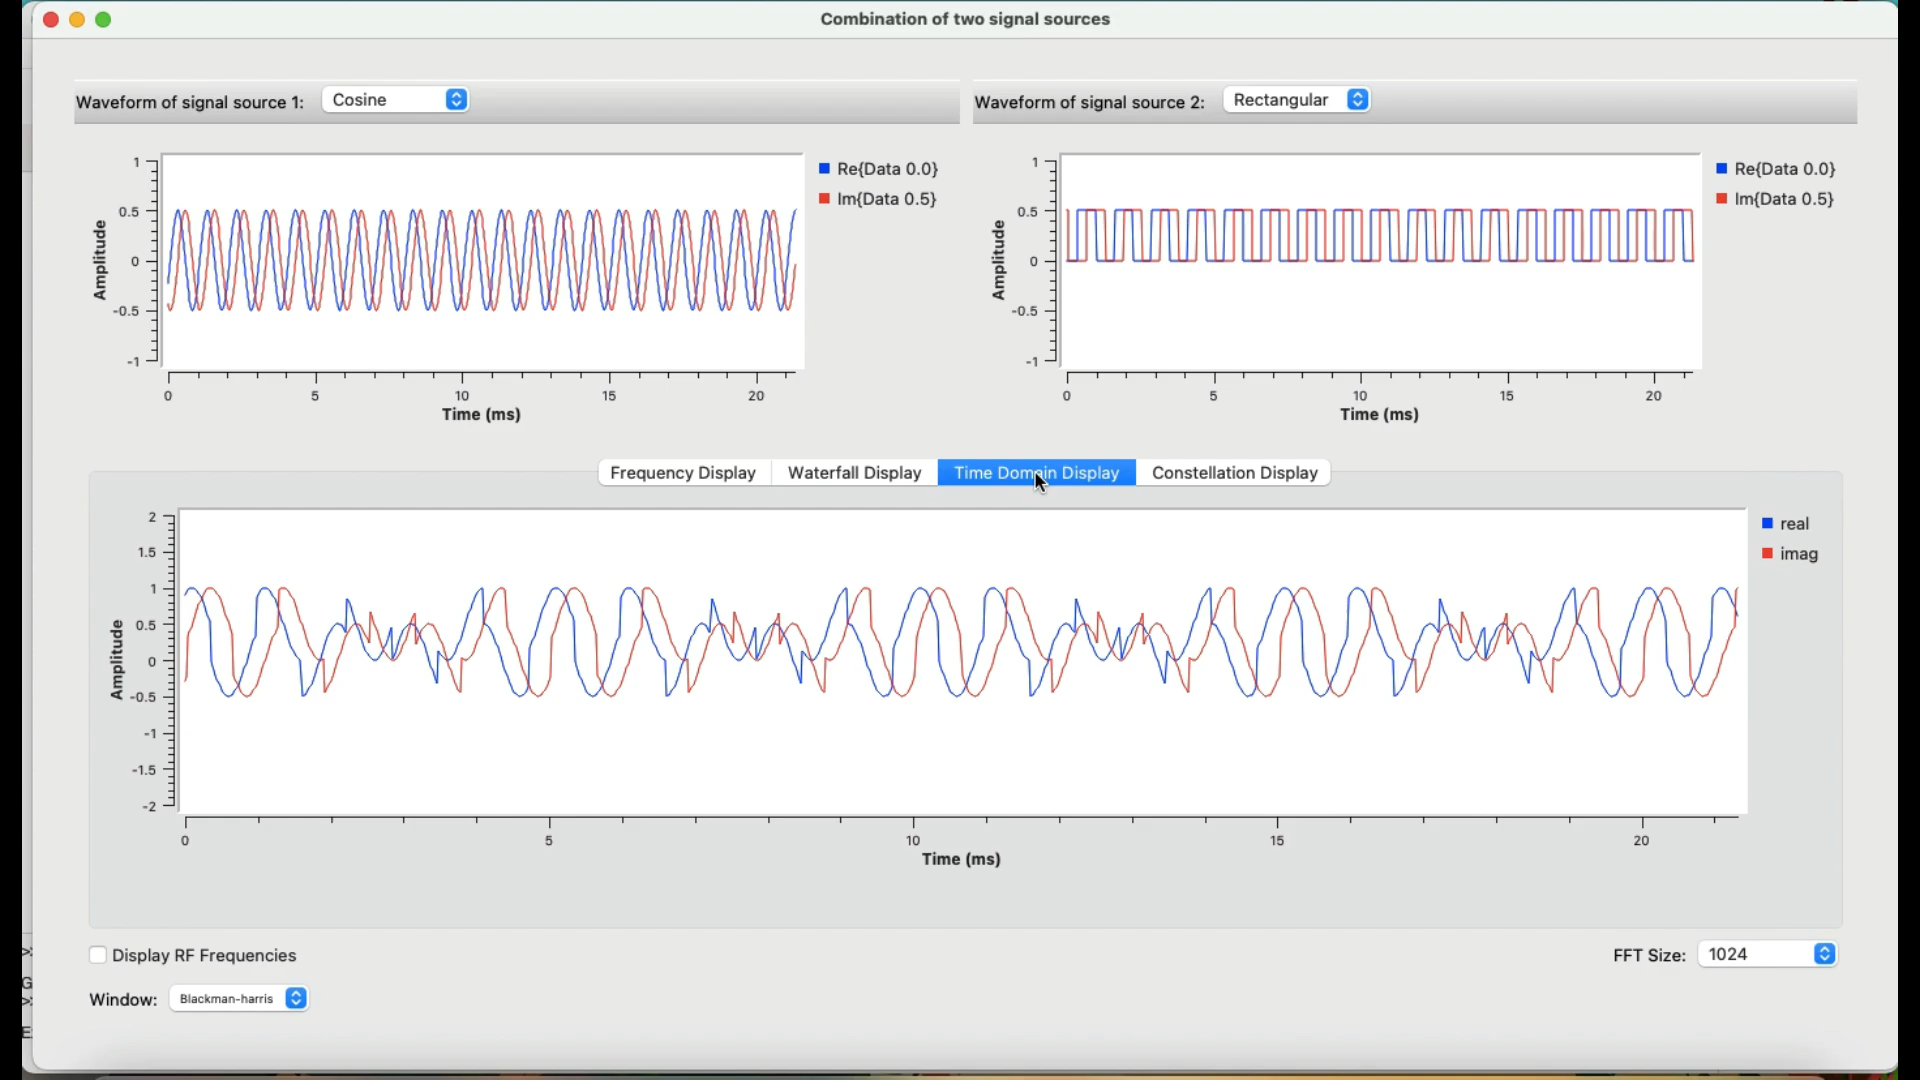 Combination of two signal sources
Waveform of signal source 1: Cosine
Waveform of signal source 2: Rectangular
1
0.5
0
-0.5
-1
Amplitude
0 5 10 15 20
Time (ms)
Re{Data 0.0}
Im{Data 0.5}
1
0.5
0
-0.5
-1
Amplitude
0 5 10 15 20
Time (ms)
Re{Data 0.0}
Im{Data 0.5}
Frequency Display Waterfall Display Time Domain Display Constellation Display
2
1.5
1
0.5
0
-0.5
-1
-1.5
-2
Amplitude
0 5 10 15 20
Time (ms)
real
imag
Display RF Frequencies
FFT Size: 1024
Window: Blackman-harris